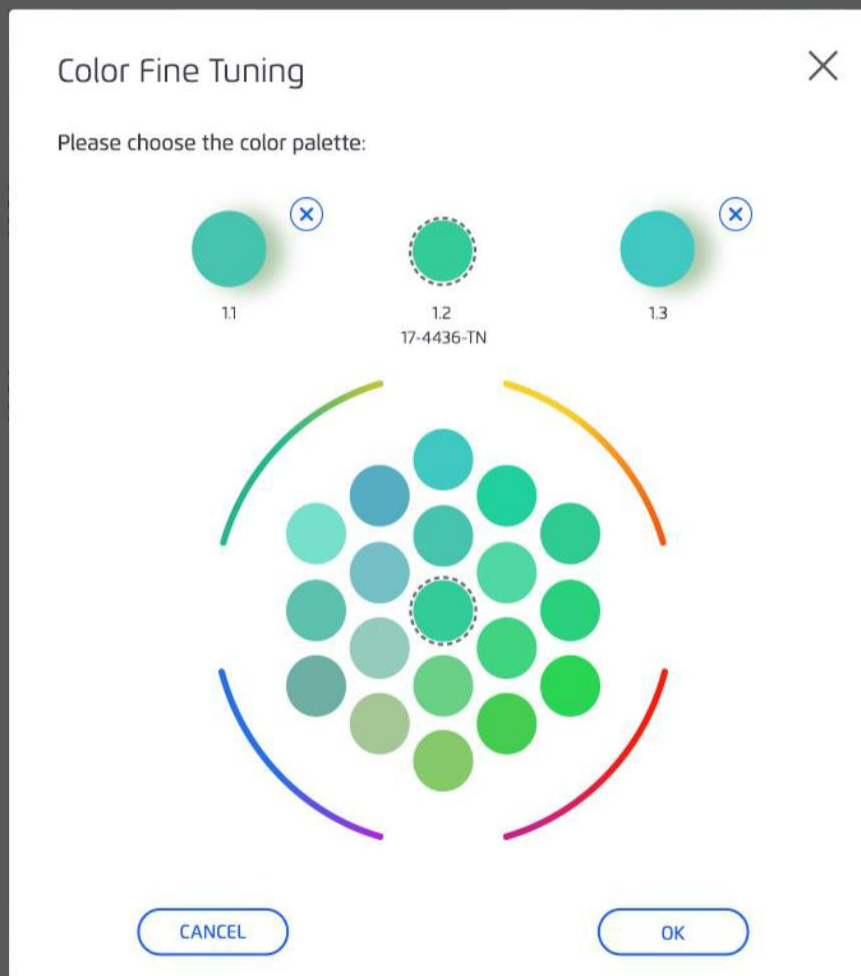 Color Fine Tuning
Please choose the color palette:
1.1
1.2
17-4436-TN
1.3
CANCEL
OK